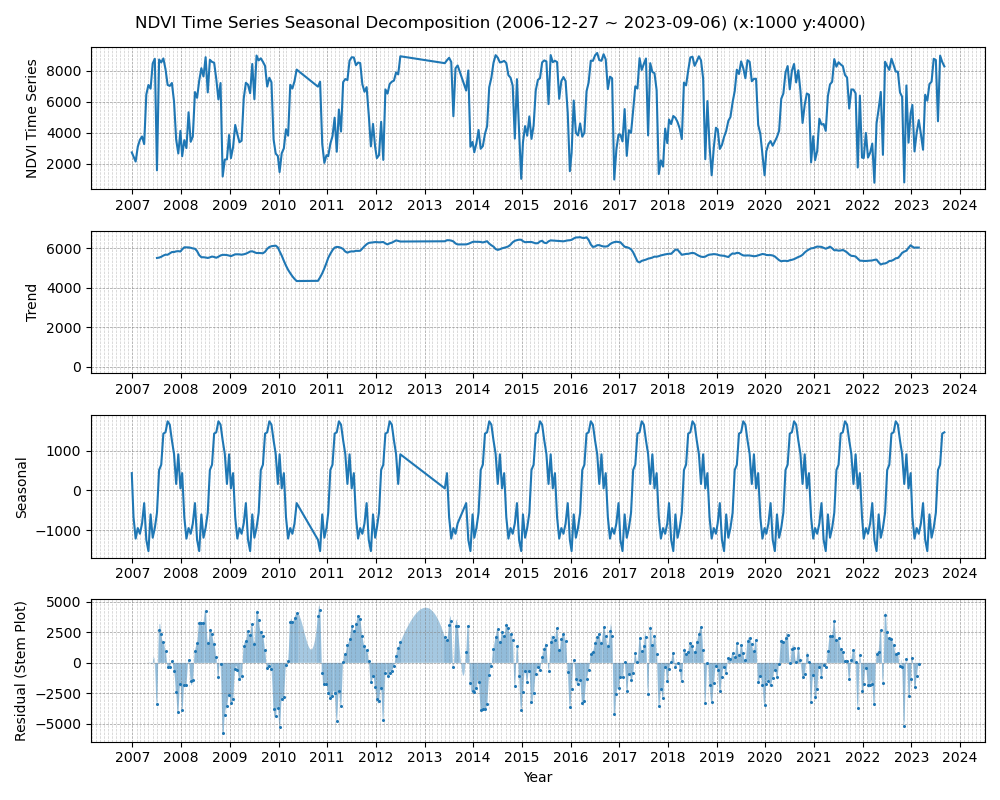 NDVI Time Series Seasonal Decomposition (2006-12-27 ~ 2023-09-06) (x:1000 y:4000)
NDVI Time Series
8000
6000
4000
2000
2007 2008 2009 2010 2011 2012 2013 2014 2015 2016 2017 2018 2019 2020 2021 2022 2023 2024
Trend
6000
4000
2000
0
2007 2008 2009 2010 2011 2012 2013 2014 2015 2016 2017 2018 2019 2020 2021 2022 2023 2024
Seasonal
1000
0
−1000
2007 2008 2009 2010 2011 2012 2013 2014 2015 2016 2017 2018 2019 2020 2021 2022 2023 2024
Residual (Stem Plot)
5000
2500
0
−2500
−5000
2007 2008 2009 2010 2011 2012 2013 2014 2015 2016 2017 2018 2019 2020 2021 2022 2023 2024
Year